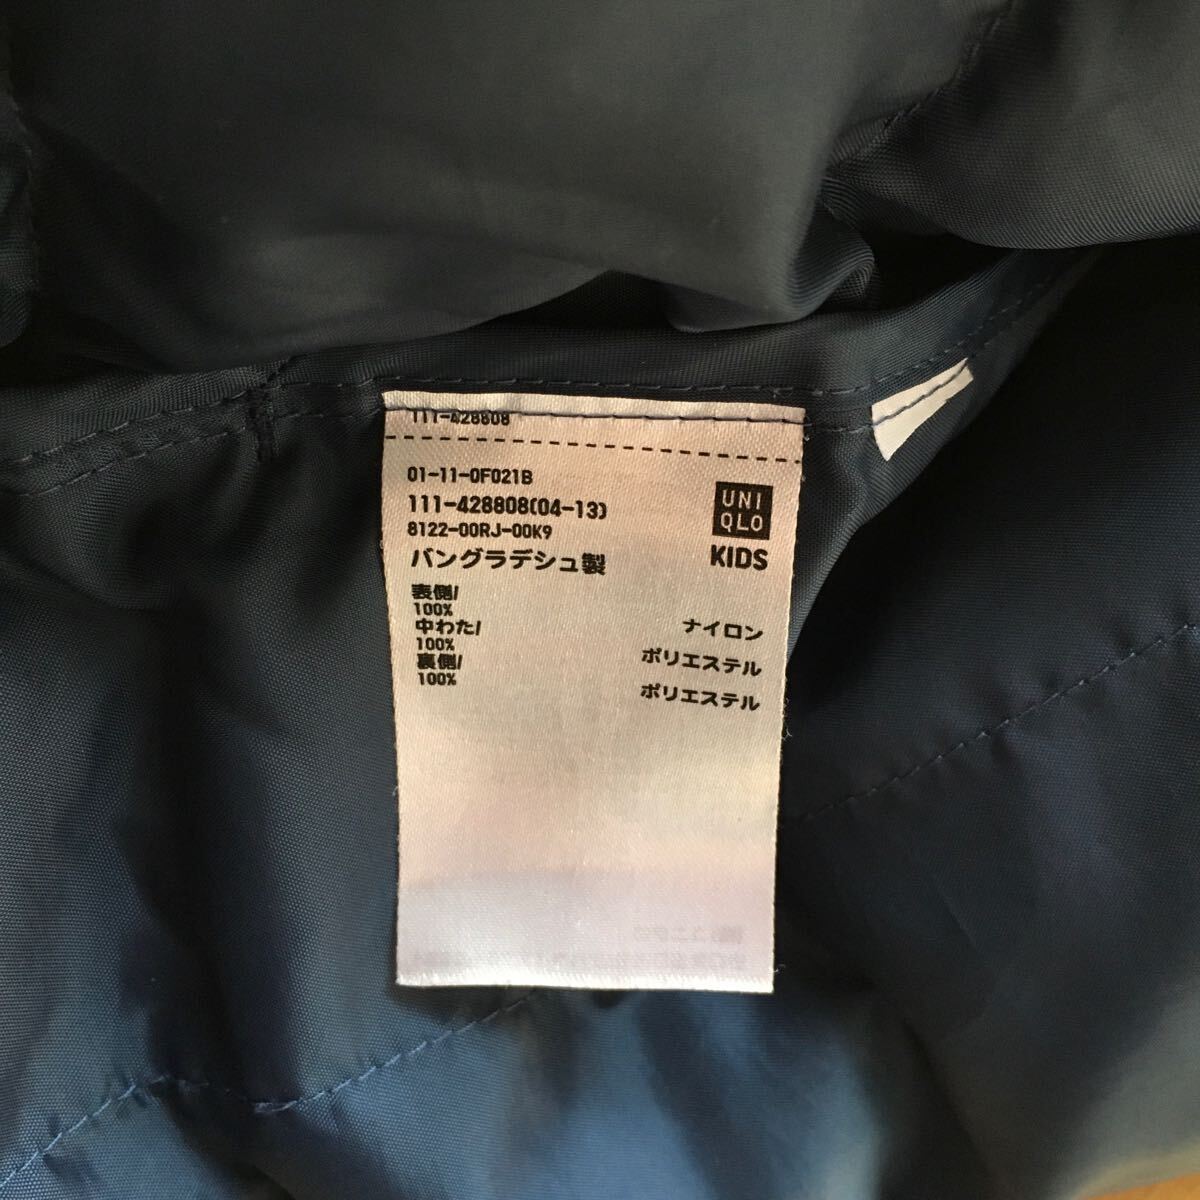 111-428808
01-11-0F021B
111-428808(04-13)
8122-00RJ-00K9
バングラデシュ製
UNI
QLO
KIDS
表側/
100%
ナイロン
中わた/
100%
ポリエステル
裏側/
100%
ポリエステル